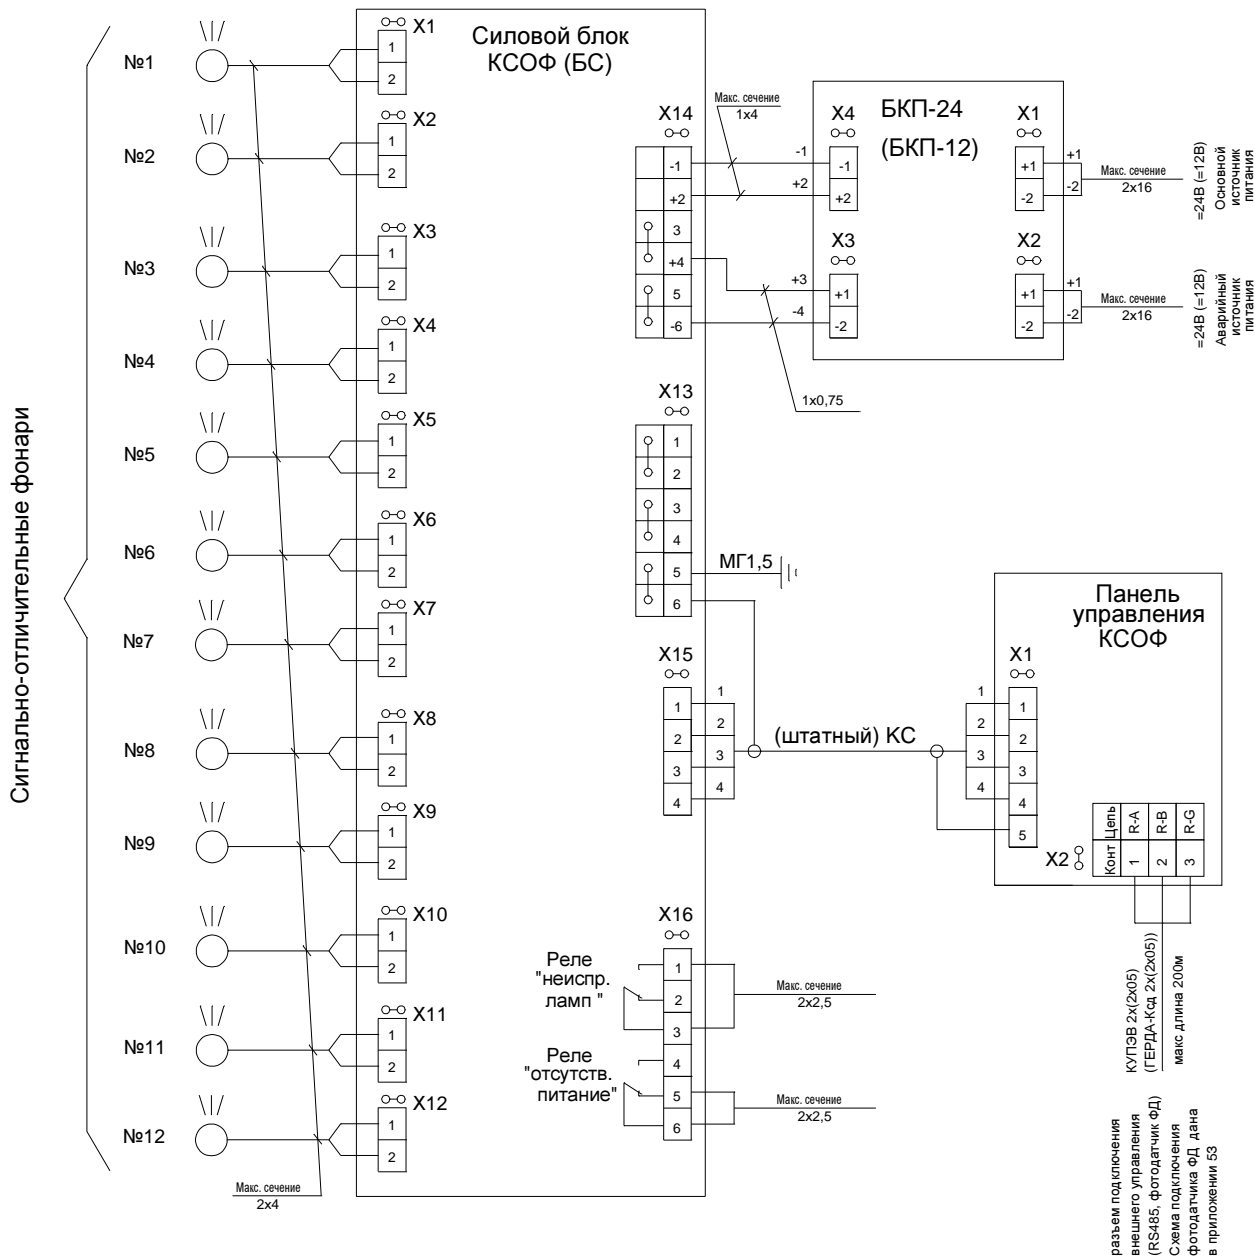 Сигнально-отличительные фонари
№1
№2
№3
№4
№5
№6
№7
№8
№9
№10
№11
№12
Макс. сечение
2х4
Силовой блок
КСОФ (БС)
X1
1
2
X2
1
2
X3
1
2
X4
1
2
X5
1
2
X6
1
2
X7
1
2
X8
1
2
X9
1
2
X10
1
2
X11
1
2
X12
1
2
X14
-1
+2
3
+4
5
-6
X13
1
2
3
4
5
6
X15
1
2
3
4
1
2
3
4
X16
1
2
3
4
5
6
Реле
"неиспр.
ламп "
Реле
"отсутств.
питание"
Макс. сечение
2х2,5
Макс. сечение
2х2,5
Макс. сечение
1х4
-1
+2
+3
-4
1х0,75
МГ1,5
(штатный) КС
БКП-24
(БКП-12)
X4
-1
+2
X3
+1
-2
X1
+1
-2
X2
+1
-2
+1
-2
Макс. сечение
2х16
=24В (=12В)
Основной
источник
питания
+1
-2
Макс. сечение
2х16
=24В (=12В)
Аварийный
источник
питания
Панель
управления
КСОФ
X1
1
2
3
4
1
2
3
4
5
X2
Конт Цепь
1 R-A
2 R-B
3 R-G
КУПЭВ 2х(2х05)
(ГЕРДА-Ксд 2х(2х05))
макс длина 200м
разъем подключения
внешнего управления
(RS485, фотодатчик ФД)
Схема подключения
фотодатчика ФД дана
в приложении 53